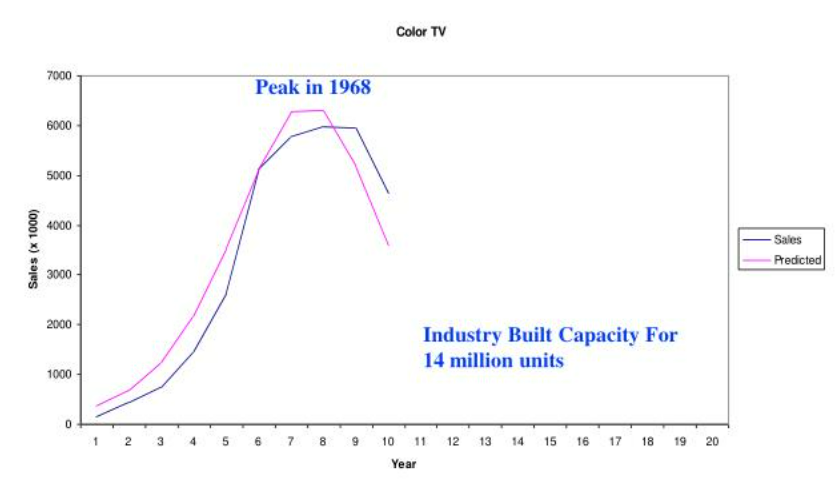 Color TV
Peak in 1968
7000
6000
5000
4000
3000
2000
1000
0
Sales (x 1000)
Sales
Predicted
Industry Built Capacity For
14 million units
1 2 3 4 5 6 7 8 9 10 11 12 13 14 15 16 17 18 19 20
Year